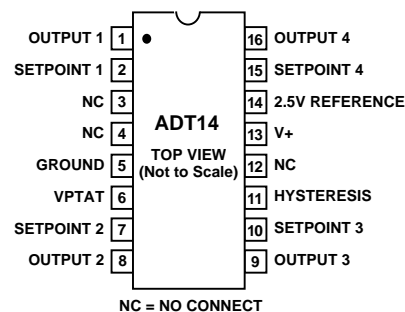 OUTPUT 1 1 16 OUTPUT 4
SETPOINT 1 2 15 SETPOINT 4
NC 3 14 2.5V REFERENCE
NC 4 ADT14 13 V+
GROUND 5 TOP VIEW 12 NC
(Not to Scale)
VPTAT 6 11 HYSTERESIS
SETPOINT 2 7 10 SETPOINT 3
OUTPUT 2 8 9 OUTPUT 3
NC = NO CONNECT